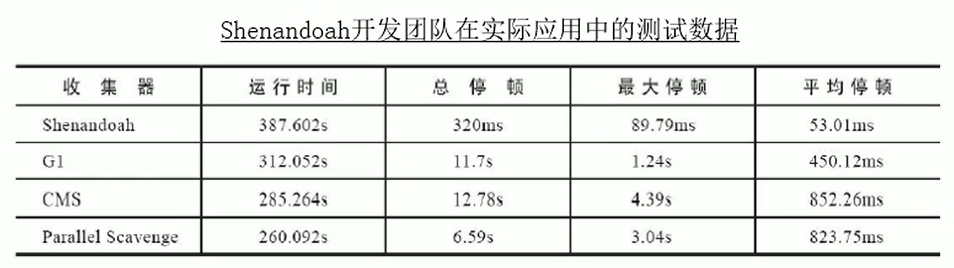 Shenandoah开发团队在实际应用中的测试数据
收集器 运行时间 总停顿 最大停顿 平均停顿
Shenandoah 387.602s 320ms 89.79ms 53.01ms
G1 312.052s 11.7s 1.24s 450.12ms
CMS 285.264s 12.78s 4.39s 852.26ms
Parallel Scavenge 260.092s 6.59s 3.04s 823.75ms